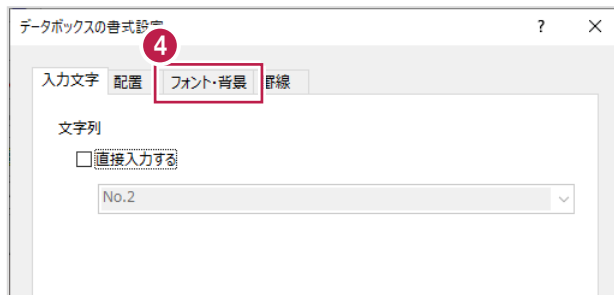 データボックスの書式設定 ? ×
4
入力文字 配置 フォント・背景 罫線
文字列
直接入力する
No.2